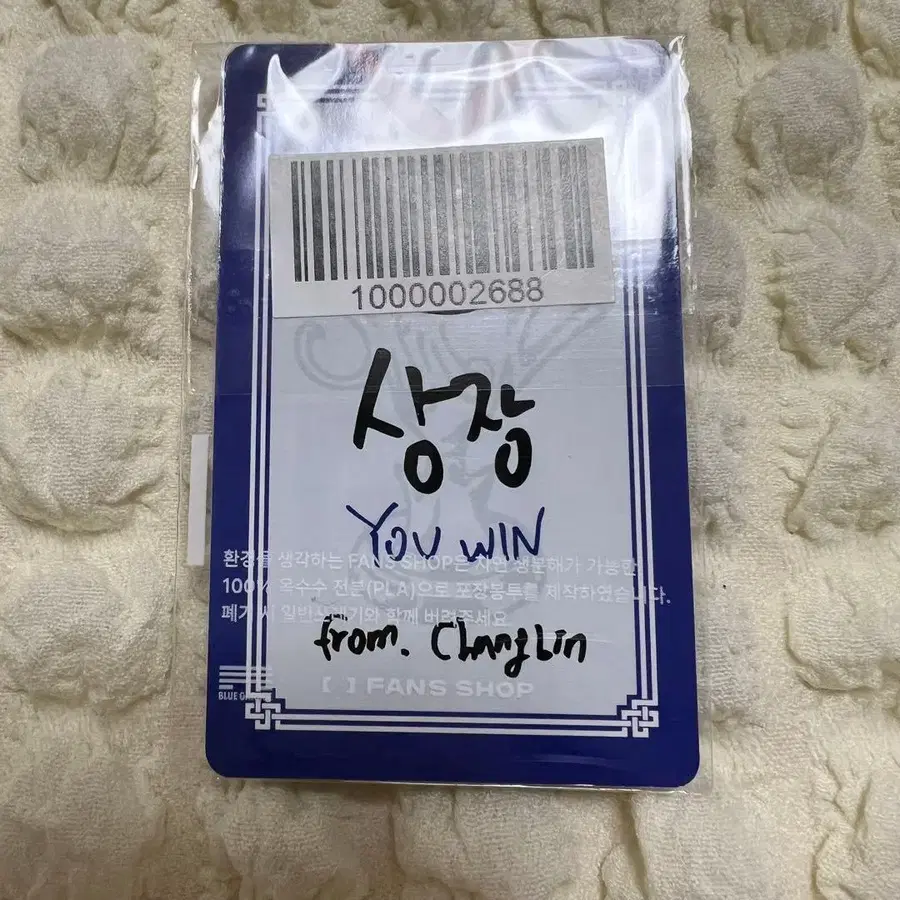 1000002688
상장
YOU WIN
환경을 생각하는 FANS SHOP은 자연 생분해가 가능한
100% 옥수수 전분(PLA)으로 포장봉투를 제작하였습니다.
폐기 시 일반쓰레기와 함께 버려주세요.
from. Changbin
BLUE
[ ] FANS SHOP